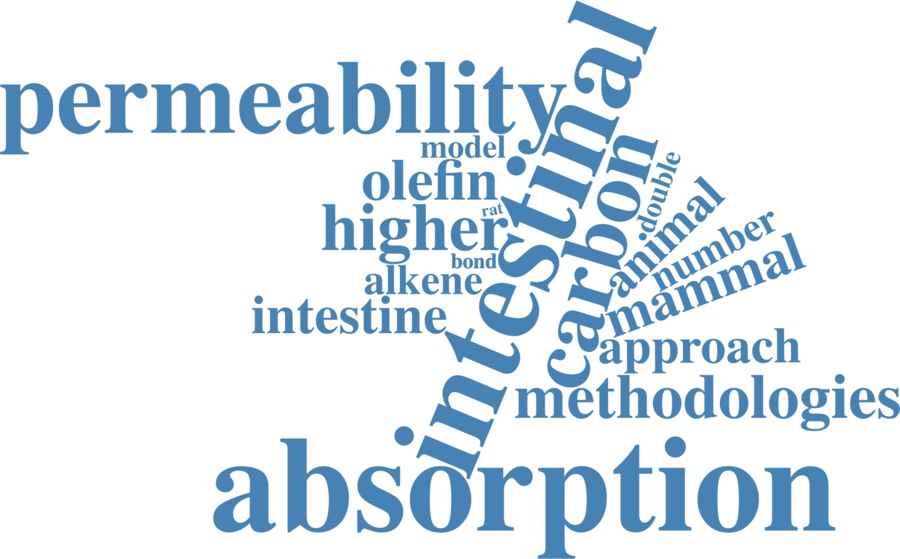 permeability
intestinal
model
olefin
carbon
double
rat
higher
animal
number
bond
alkene
mammal
intestine
approach
methodologies
absorption